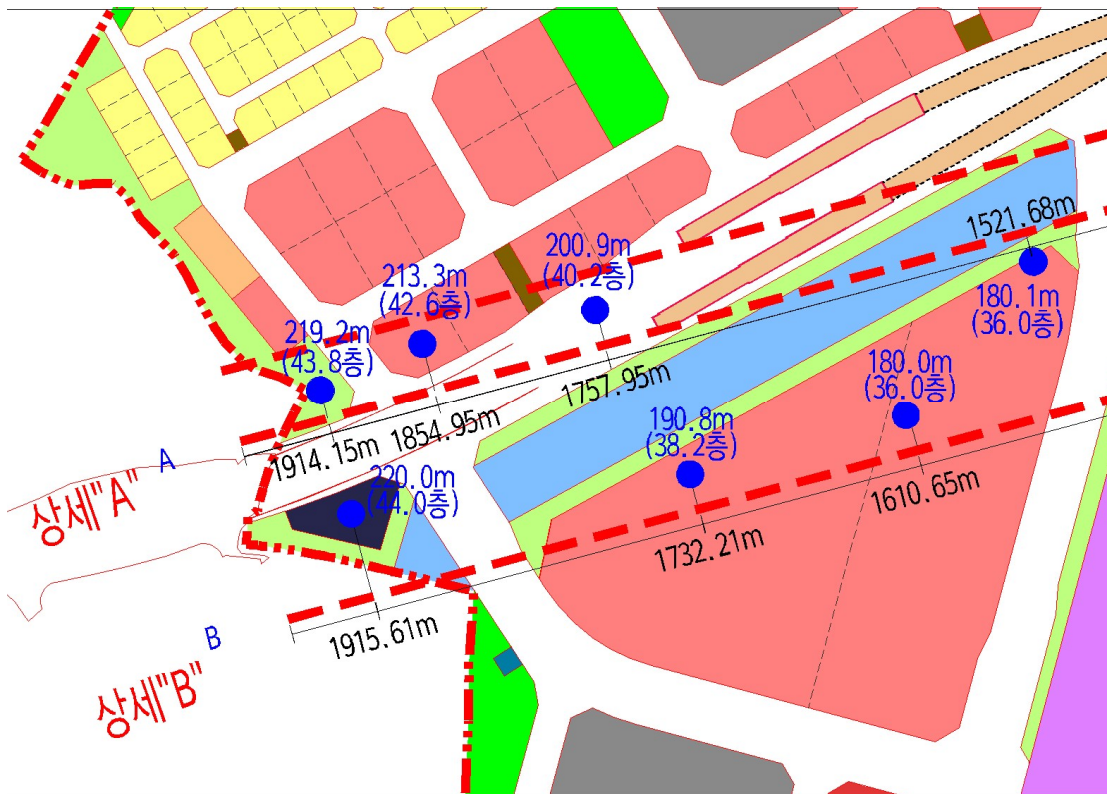 1521.68m
200.9m
(40.2층)
213.3m
(42.6층)
180.1m
(36.0층)
219.2m
(43.8층)
180.0m
(36.0층)
1757.95m
190.8m
(38.2층)
1914.15m
1854.95m
A
220.0m
(44.0층)
상세"A"
1610.65m
1732.21m
1915.61m
B
상세"B"